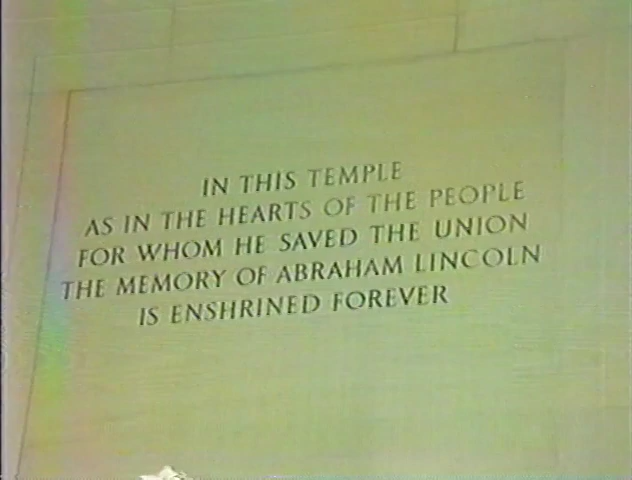 IN THIS TEMPLE
AS IN THE HEARTS OF THE PEOPLE
FOR WHOM HE SAVED THE UNION
THE MEMORY OF ABRAHAM LINCOLN
IS ENSHRINED FOREVER